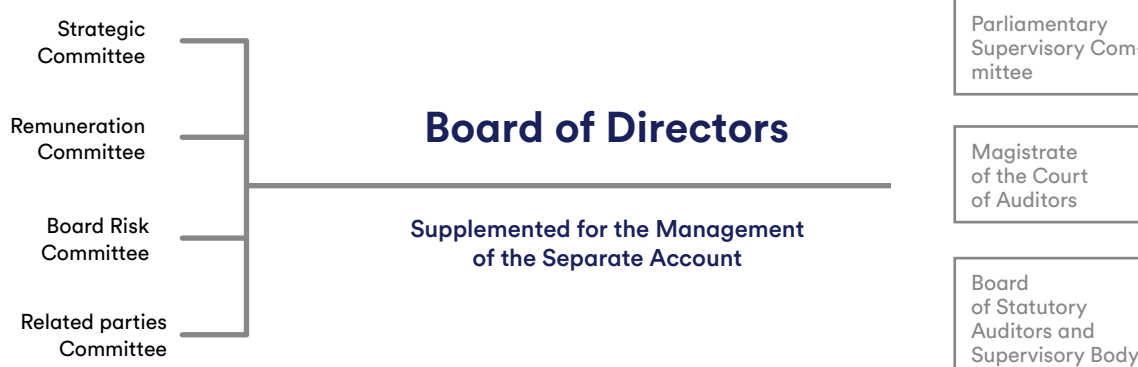 Strategic
Committee
Remuneration
Committee
Board Risk
Committee
Related parties
Committee
Board of Directors
Supplemented for the Management
of the Separate Account
Parliamentary
Supervisory Com-
mittee
Magistrate
of the Court
of Auditors
Board
of Statutory
Auditors and
Supervisory Body